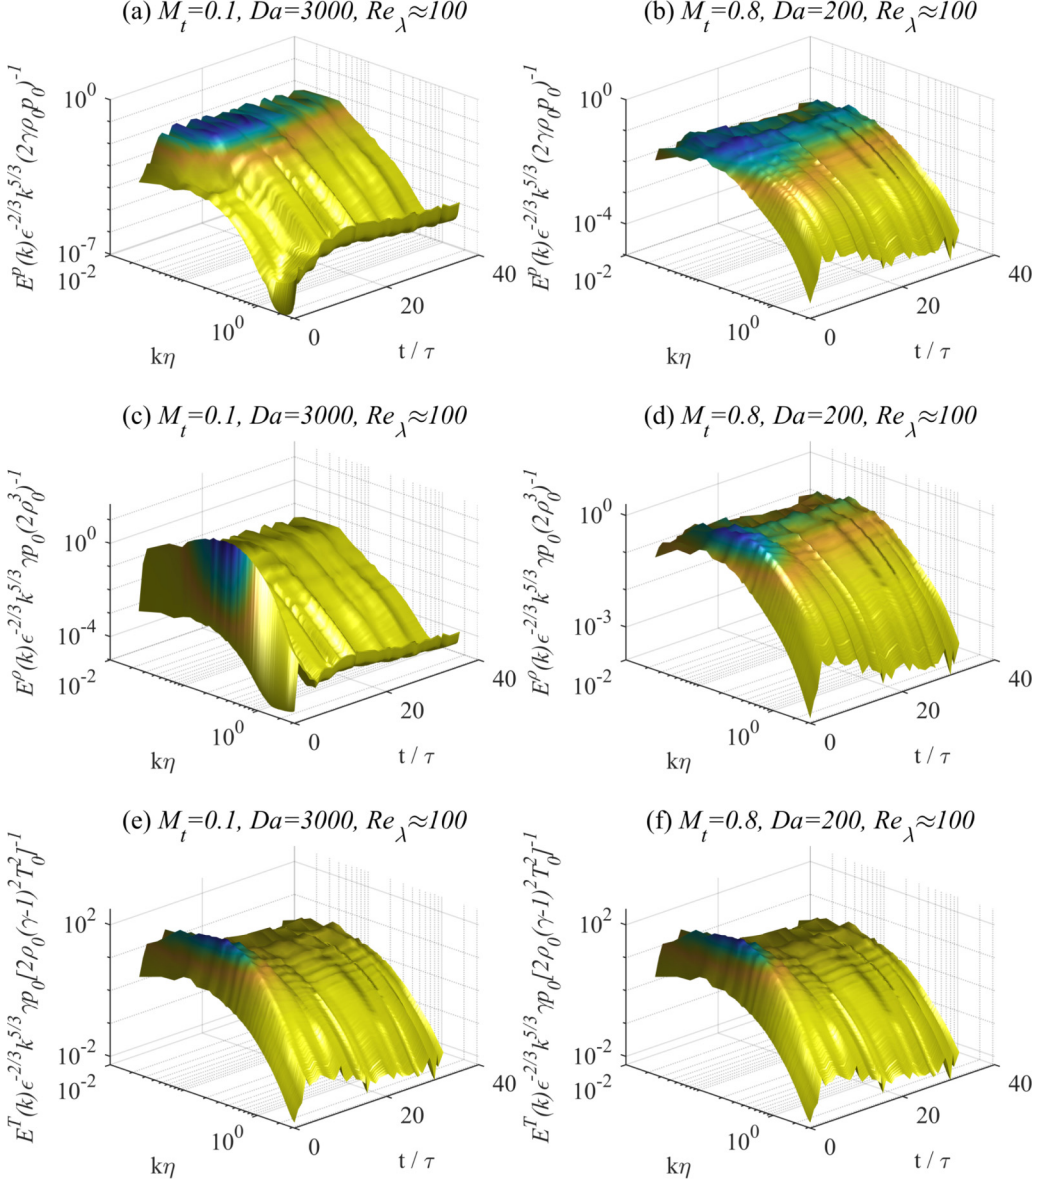 (a) M_t=0.1, Da=3000, Re_λ≈100
E^p(k)ϵ^{-2/3}k^{5/3}(2γp_0p_0)^{-1}
10^0
10^{-7}
10^{-2}
10^0
kη
0
20
40
t / τ
(b) M_t=0.8, Da=200, Re_λ≈100
E^p(k)ϵ^{-2/3}k^{5/3}(2γp_0p_0)^{-1}
10^0
10^{-4}
10^{-2}
10^0
kη
0
20
40
t / τ
(c) M_t=0.1, Da=3000, Re_λ≈100
E^ρ(k)ϵ^{-2/3}k^{5/3} γp_0(2ρ_0^3)^{-1}
10^0
10^{-4}
10^{-2}
10^0
kη
0
20
40
t / τ
(d) M_t=0.8, Da=200, Re_λ≈100
E^ρ(k)ϵ^{-2/3}k^{5/3} γp_0(2ρ_0^3)^{-1}
10^0
10^{-3}
10^{-2}
10^0
kη
0
20
40
t / τ
(e) M_t=0.1, Da=3000, Re_λ≈100
E^T(k)ϵ^{-2/3}k^{5/3} γp_0[2ρ_0(γ-1)^2T_0^2]^{-1}
10^2
10^{-2}
10^{-2}
10^0
kη
0
20
40
t / τ
(f) M_t=0.8, Da=200, Re_λ≈100
E^T(k)ϵ^{-2/3}k^{5/3} γp_0[2ρ_0(γ-1)^2T_0^2]^{-1}
10^2
10^{-2}
10^{-2}
10^0
kη
0
20
40
t / τ